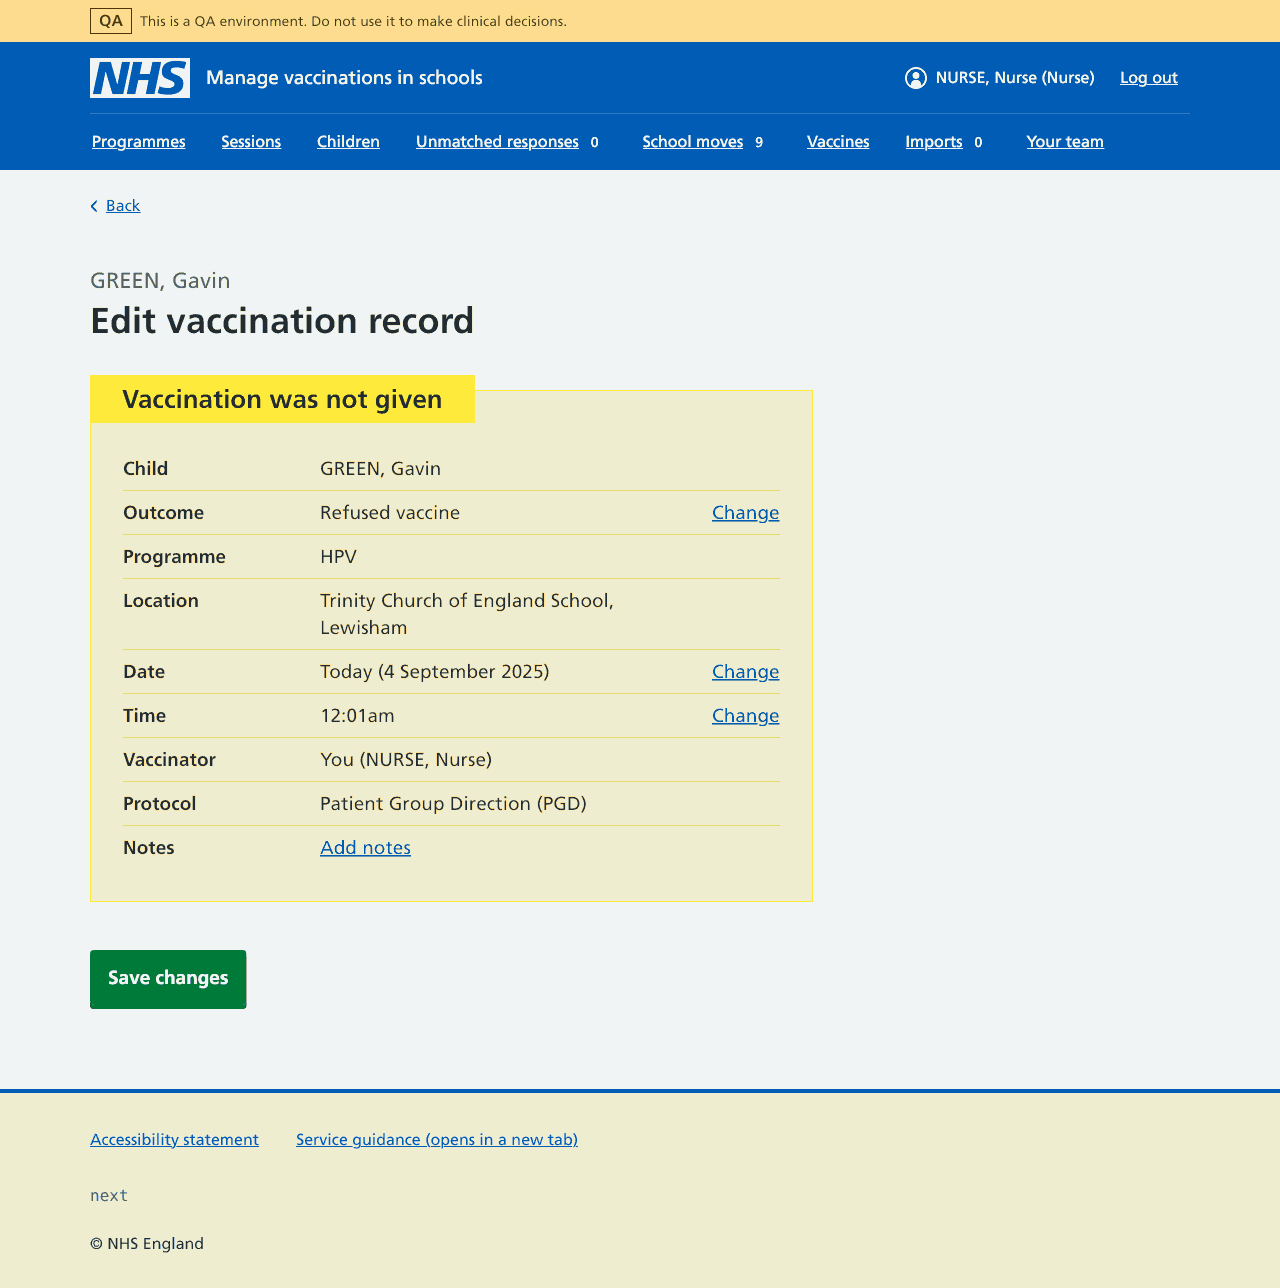 QA This is a QA environment. Do not use it to make clinical decisions.
NHS Manage vaccinations in schools NURSE, Nurse (Nurse) Log out
Programmes Sessions Children Unmatched responses 0 School moves 9 Vaccines Imports 0 Your team
Back
GREEN, Gavin
Edit vaccination record
Vaccination was not given
Child GREEN, Gavin
Outcome Refused vaccine Change
Programme HPV
Location Trinity Church of England School,
Lewisham
Date Today (4 September 2025) Change
Time 12:01am Change
Vaccinator You (NURSE, Nurse)
Protocol Patient Group Direction (PGD)
Notes Add notes
Save changes
Accessibility statement Service guidance (opens in a new tab)
next
© NHS England